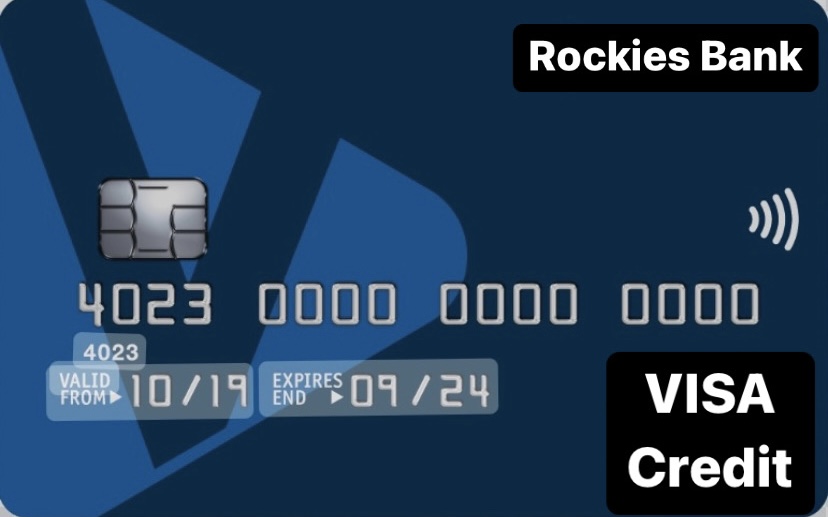 Rockies Bank
4023 0000 0000 0000
4023
VALID FROM▶ 10/19 EXPIRES END ▶ 09/24
VISA
Credit